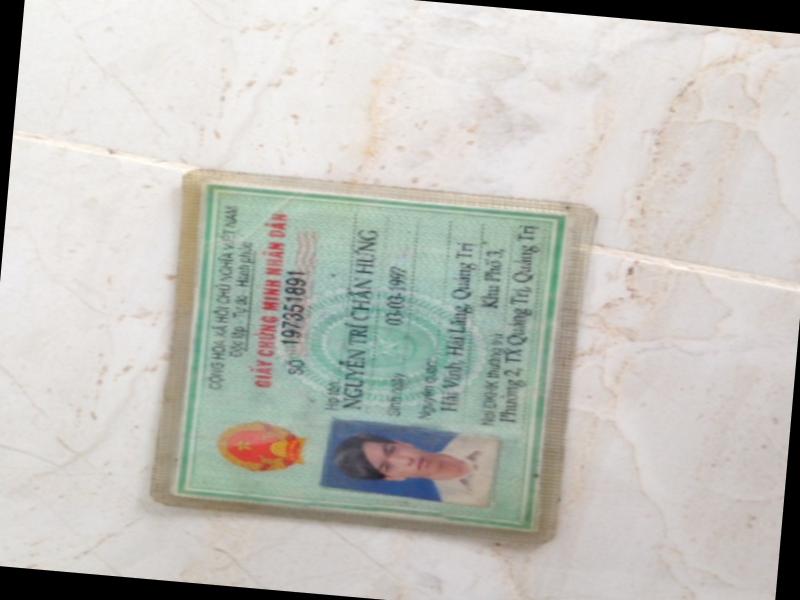 CỘNG HÒA XÃ HỘI CHỦ NGHĨA VIỆT NAM
Độc lập - Tự do - Hạnh phúc
GIẤY CHỨNG MINH NHÂN DÂN
SỐ 197351891
Họ tên
NGUYỄN TRÍ CHẤN HƯNG
Sinh ngày 03-03-1997
Nguyên quán
Hải Vĩnh, Hải Lăng, Quảng Trị
Nơi ĐKHK thường trú Khu Phố 3,
Phường 2, TX Quảng Trị, Quảng Trị